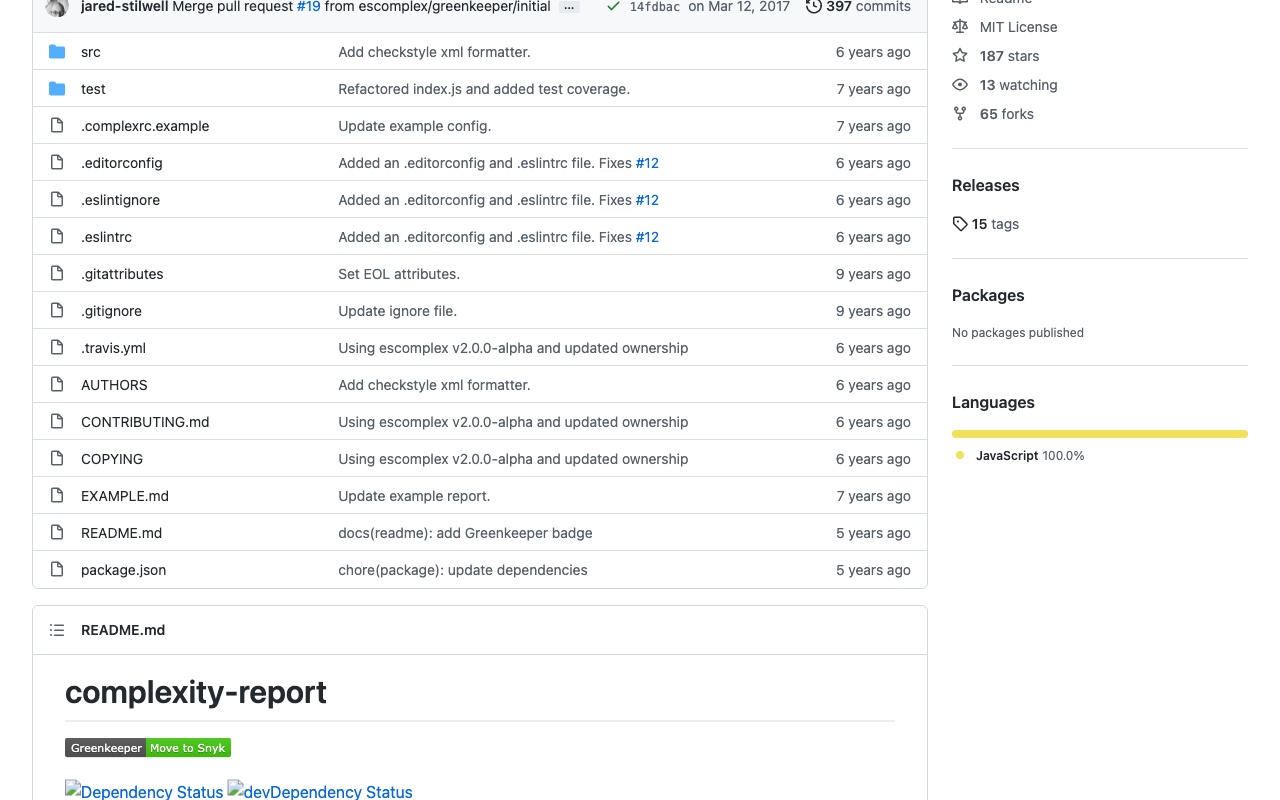 jared-stilwell Merge pull request #19 from escomplex/greenkeeper/initial ... 14fdbac on Mar 12, 2017 397 commits
src Add checkstyle xml formatter. 6 years ago
test Refactored index.js and added test coverage. 7 years ago
.complexrc.example Update example config. 7 years ago
.editorconfig Added an .editorconfig and .eslintrc file. Fixes #12 6 years ago
.eslintignore Added an .editorconfig and .eslintrc file. Fixes #12 6 years ago
.eslintrc Added an .editorconfig and .eslintrc file. Fixes #12 6 years ago
.gitattributes Set EOL attributes. 9 years ago
.gitignore Update ignore file. 9 years ago
.travis.yml Using escomplex v2.0.0-alpha and updated ownership 6 years ago
AUTHORS Add checkstyle xml formatter. 6 years ago
CONTRIBUTING.md Using escomplex v2.0.0-alpha and updated ownership 6 years ago
COPYING Using escomplex v2.0.0-alpha and updated ownership 6 years ago
EXAMPLE.md Update example report. 7 years ago
README.md docs(readme): add Greenkeeper badge 5 years ago
package.json chore(package): update dependencies 5 years ago
README.md
complexity-report
Greenkeeper Move to Snyk
Dependency Status devDependency Status
Readme
MIT License
187 stars
13 watching
65 forks
Releases
15 tags
Packages
No packages published
Languages
JavaScript 100.0%